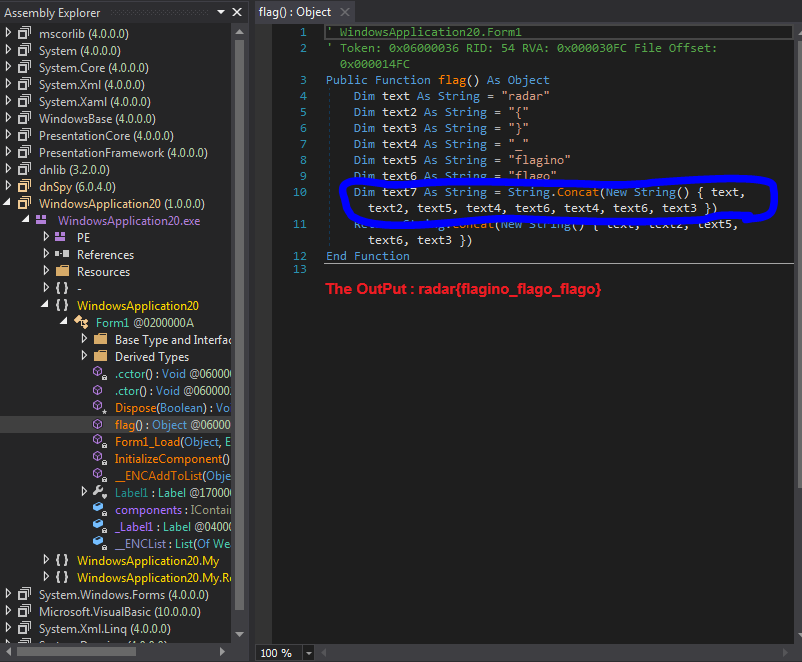 Assembly Explorer
mscorlib (4.0.0.0)
System (4.0.0.0)
System.Core (4.0.0.0)
System.Xml (4.0.0.0)
System.Xaml (4.0.0.0)
WindowsBase (4.0.0.0)
PresentationCore (4.0.0.0)
PresentationFramework (4.0.0.0)
dnlib (3.2.0.0)
dnSpy (6.0.4.0)
WindowsApplication20 (1.0.0.0)
WindowsApplication20.exe
PE
References
Resources
{ } -
{ } WindowsApplication20
Form1 @0200000A
Base Type and Interfac
Derived Types
.cctor() : Void @060000
.ctor() : Void @060000
Dispose(Boolean) : Vo
flag() : Object @06000
Form1_Load(Object, E
InitializeComponent()
__ENCAddToList(Obje
Label1 : Label @170000
components : IContain
_Label1 : Label @04000
__ENCList : List(Of We
{ } WindowsApplication20.My
{ } WindowsApplication20.My.Re
System.Windows.Forms (4.0.0.0)
Microsoft.VisualBasic (10.0.0.0)
System.Xml.Linq (4.0.0.0)
flag() : Object
1 ' WindowsApplication20.Form1
2 ' Token: 0x06000036 RID: 54 RVA: 0x000030FC File Offset:
0x000014FC
3 Public Function flag() As Object
4 Dim text As String = "radar"
5 Dim text2 As String = "{"
6 Dim text3 As String = "}"
7 Dim text4 As String = "_"
8 Dim text5 As String = "flagino"
9 Dim text6 As String = "flago"
10 Dim text7 As String = String.Concat(New String() { text,
text2, text5, text4, text6, text4, text6, text3 })
11 Return String.Concat(New String() { text, text2, text5,
text6, text3 })
12 End Function
13
The OutPut : radar{flagino_flago_flago}
100 %